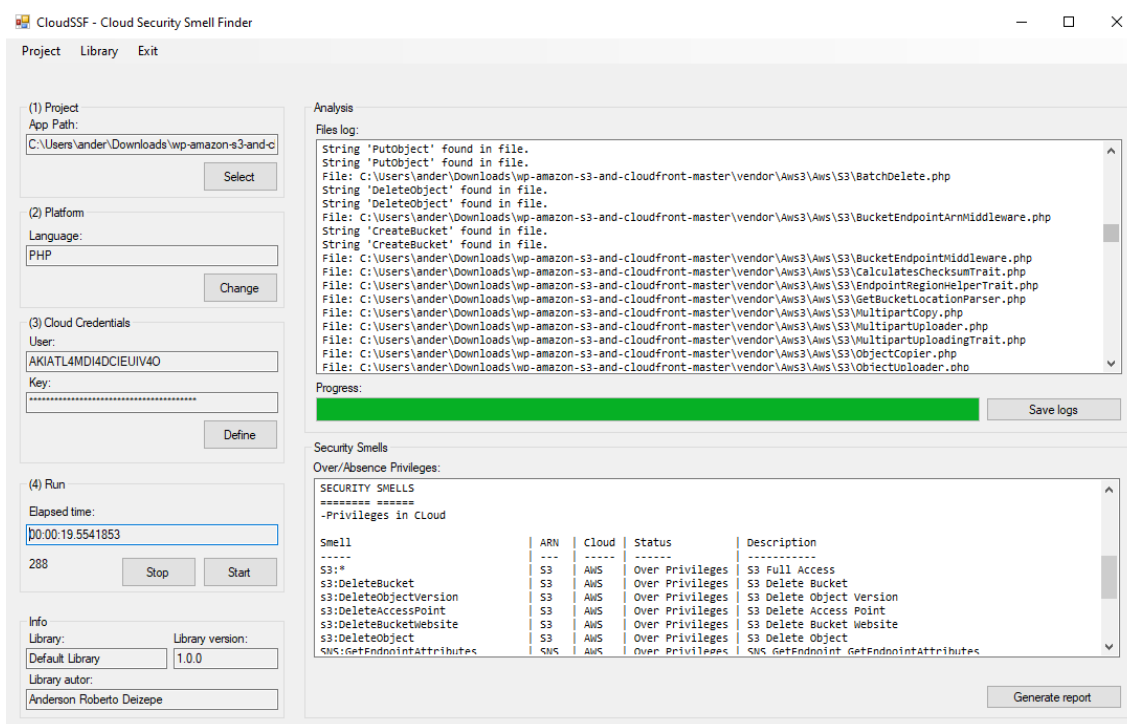 CloudSSF - Cloud Security Smell Finder
Project Library Exit
(1) Project
App Path:
C:\Users\ander\Downloads\wp-amazon-s3-and-c
Select
(2) Platform
Language:
PHP
Change
(3) Cloud Credentials
User:
AKIATL4MDI4DCIEUIV4O
Key:
****************************************
Define
(4) Run
Elapsed time:
00:00:19.5541853
288
Stop
Start
Info
Library:
Library version:
Default Library
1.0.0
Library autor:
Anderson Roberto Deizepe
Analysis
Files log:
String 'PutObject' found in file.
String 'PutObject' found in file.
File: C:\Users\ander\Downloads\wp-amazon-s3-and-cloudfront-master\vendor\Aws3\Aws\S3\BatchDelete.php
String 'DeleteObject' found in file.
String 'DeleteObject' found in file.
File: C:\Users\ander\Downloads\wp-amazon-s3-and-cloudfront-master\vendor\Aws3\Aws\S3\BucketEndpointArnMiddleware.php
String 'CreateBucket' found in file.
String 'CreateBucket' found in file.
File: C:\Users\ander\Downloads\wp-amazon-s3-and-cloudfront-master\vendor\Aws3\Aws\S3\BucketEndpointMiddleware.php
File: C:\Users\ander\Downloads\wp-amazon-s3-and-cloudfront-master\vendor\Aws3\Aws\S3\CalculatesChecksumTrait.php
File: C:\Users\ander\Downloads\wp-amazon-s3-and-cloudfront-master\vendor\Aws3\Aws\S3\EndpointRegionHelperTrait.php
File: C:\Users\ander\Downloads\wp-amazon-s3-and-cloudfront-master\vendor\Aws3\Aws\S3\GetBucketLocationParser.php
File: C:\Users\ander\Downloads\wp-amazon-s3-and-cloudfront-master\vendor\Aws3\Aws\S3\MultipartCopy.php
File: C:\Users\ander\Downloads\wp-amazon-s3-and-cloudfront-master\vendor\Aws3\Aws\S3\MultipartUploader.php
File: C:\Users\ander\Downloads\wp-amazon-s3-and-cloudfront-master\vendor\Aws3\Aws\S3\MultipartUploadingTrait.php
File: C:\Users\ander\Downloads\wp-amazon-s3-and-cloudfront-master\vendor\Aws3\Aws\S3\ObjectCopier.php
File: C:\Users\ander\Downloads\wp-amazon-s3-and-cloudfront-master\vendor\Aws3\Aws\S3\ObjectUploader.php
Progress:
Save logs
Security Smells
Over/Absence Privileges:
SECURITY SMELLS
======== ======
-Privileges in CLoud
Smell | ARN | Cloud | Status | Description
----- | --- | ----- | ------ | -----------
S3:* | S3 | AWS | Over Privileges | S3 Full Access
s3:DeleteBucket | S3 | AWS | Over Privileges | S3 Delete Bucket
s3:DeleteObjectVersion | S3 | AWS | Over Privileges | S3 Delete Object Version
s3:DeleteAccessPoint | S3 | AWS | Over Privileges | S3 Delete Access Point
s3:DeleteBucketWebsite | S3 | AWS | Over Privileges | S3 Delete Bucket Website
s3:DeleteObject | S3 | AWS | Over Privileges | S3 Delete Object
SNS:GetEndpointAttributes | SNS | AWS | Over Privileges | SNS GetEndpoint GetEndpointAttributes
Generate report